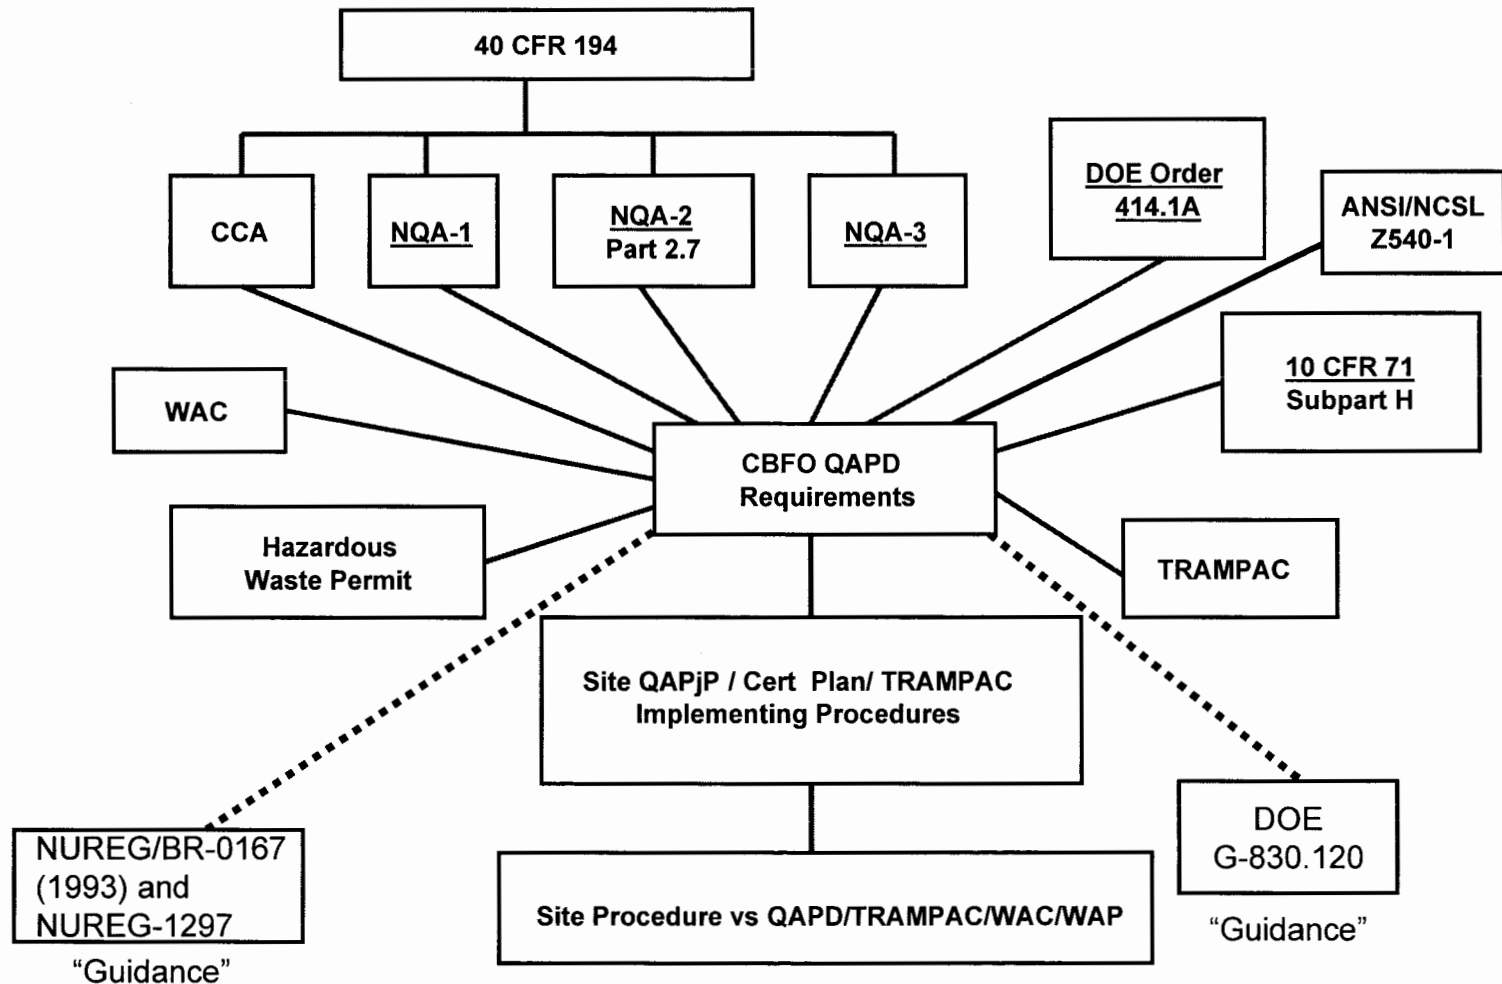 40 CFR 194
CCA
NQA-1
NQA-2
Part 2.7
NQA-3
DOE Order
414.1A
ANSI/NCSL
Z540-1
10 CFR 71
Subpart H
WAC
CBFO QAPD
Requirements
Hazardous
Waste Permit
TRAMPAC
Site QAPjP / Cert Plan/ TRAMPAC
Implementing Procedures
NUREG/BR-0167
(1993) and
NUREG-1297
"Guidance"
Site Procedure vs QAPD/TRAMPAC/WAC/WAP
DOE
G-830.120
"Guidance"